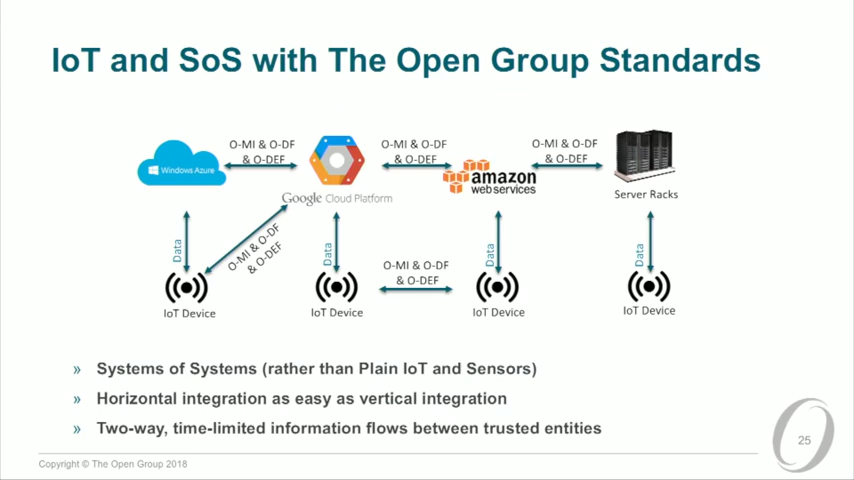 IoT and SoS with The Open Group Standards
O-MI & O-DF
& O-DEF
O-MI & O-DF
& O-DEF
O-MI & O-DF
& O-DEF
Windows Azure
Google Cloud Platform
amazon
webservices
Server Racks
Data
O-MI & O-DF
& O-DEF
Data
O-MI & O-DF
& O-DEF
Data
Data
IoT Device
IoT Device
IoT Device
IoT Device
» Systems of Systems (rather than Plain IoT and Sensors)
» Horizontal integration as easy as vertical integration
» Two-way, time-limited information flows between trusted entities
25
Copyright © The Open Group 2018